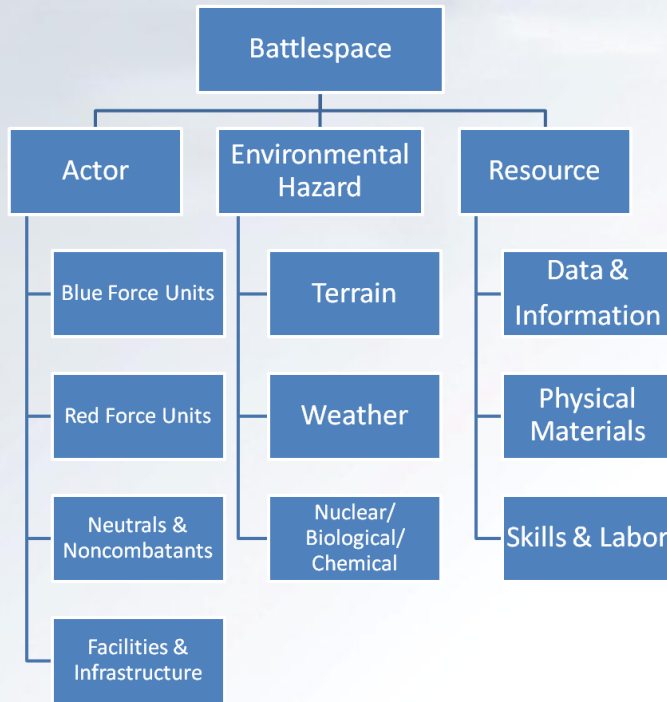 Battlespace
Actor
Environmental
Hazard
Resource
Blue Force Units
Red Force Units
Neutrals &
Noncombatants
Facilities &
Infrastructure
Terrain
Weather
Nuclear/
Biological/
Chemical
Data &
Information
Physical
Materials
Skills & Labor